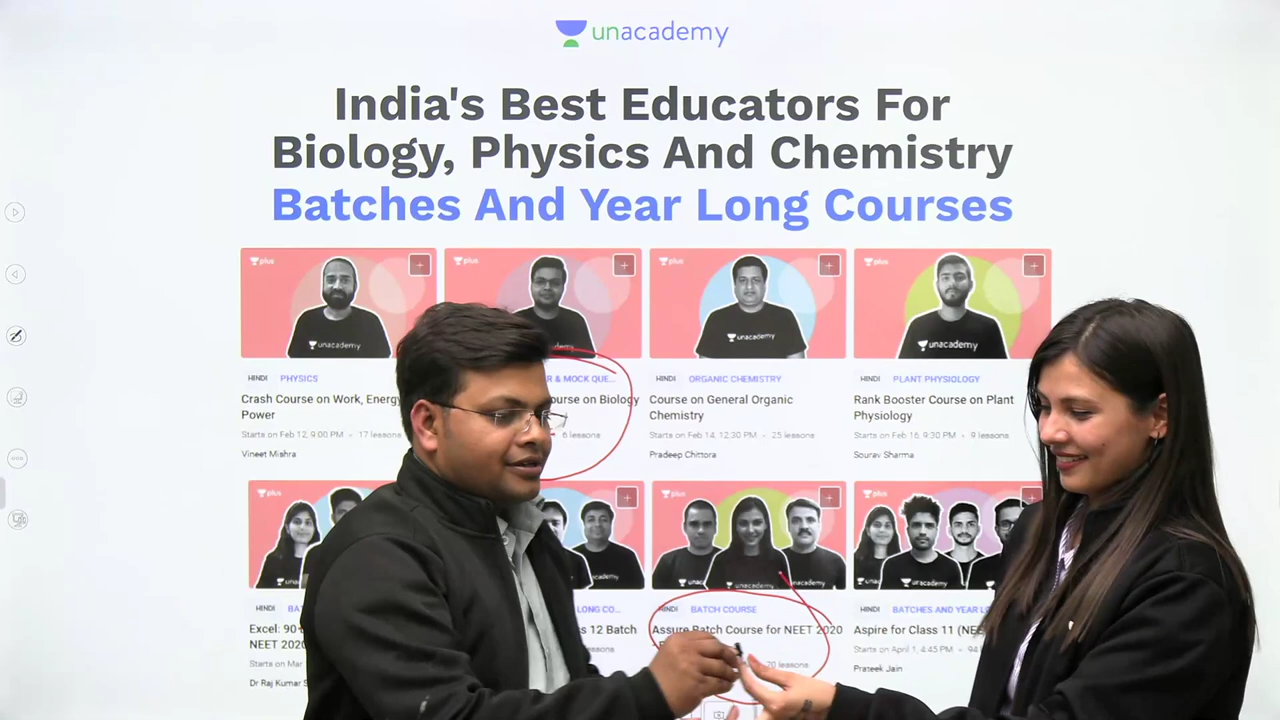 unacademy
India's Best Educators For
Biology, Physics And Chemistry
Batches And Year Long Courses
plus
plus
plus
plus
unacademy
unacademy
unacademy
HINDI PHYSICS
R & MOCK QUE...
HINDI ORGANIC CHEMISTRY
HINDI PLANT PHYSIOLOGY
Crash Course on Work, Energy
Power
ourse on Biology
Course on General Organic
Chemistry
Rank Booster Course on Plant
Physiology
Starts on Feb 12, 9:00 PM • 17 lessons
6 lessons
Starts on Feb 14, 12:30 PM • 25 lessons
Starts on Feb 16, 9:30 PM • 9 lessons
Vineet Mishra
Pradeep Chittora
Sourav Sharma
plus
plus
plus
HINDI BAT
LONG CO...
HINDI BATCH COURSE
HINDI BATCHES AND YEAR LO
Excel: 90
NEET 2020
ss 12 Batch
Assure Batch Course for NEET 2020
Aspire for Class 11 (NEE
Starts on Mar
20 lessons
Starts on April 1, 4:45 PM • 94
Dr Raj Kumar S
Prateek Jain